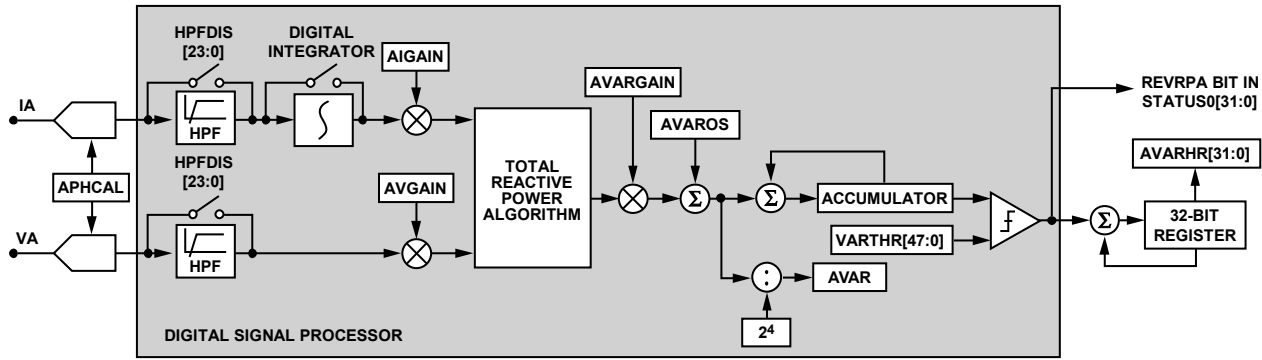 HPFDIS
[23:0]
DIGITAL
INTEGRATOR
AIGAIN
IA
HPF
AVARGAIN
AVAROS
REVRPA BIT IN
STATUS0[31:0]
APHCAL
HPFDIS
[23:0]
AVGAIN
TOTAL
REACTIVE
POWER
ALGORITHM
Σ
Σ
ACCUMULATOR
VARTHR[47:0]
AVARHR[31:0]
Σ
32-BIT
REGISTER
VA
HPF
:
AVAR
2⁴
DIGITAL SIGNAL PROCESSOR